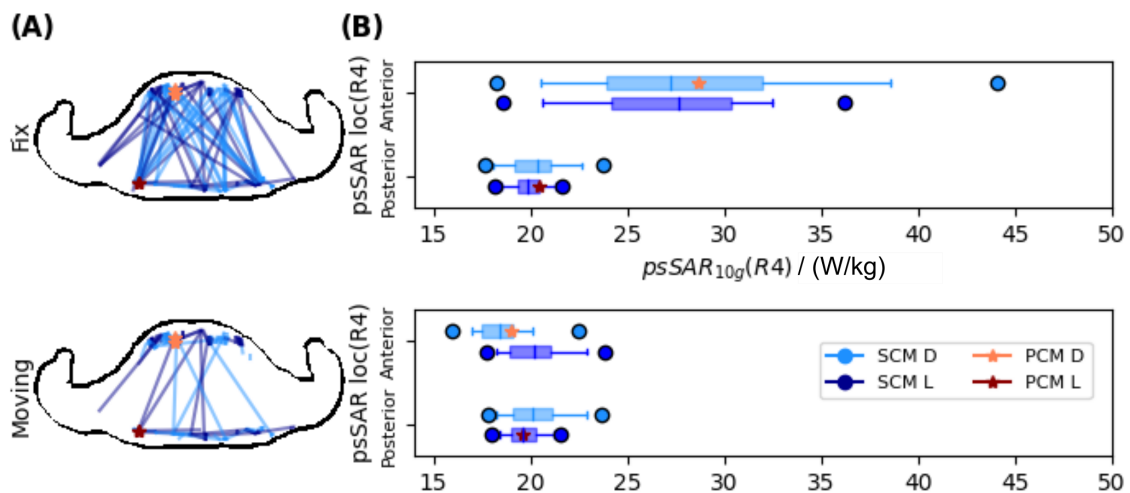 (A)
(B)
Fix
psSAR loc(R4)
Posterior Anterior
15 20 25 30 35 40 45 50
psSAR10g(R4) / (W/kg)
Moving
psSAR loc(R4)
Posterior Anterior
SCM D PCM D
SCM L PCM L
15 20 25 30 35 40 45 50